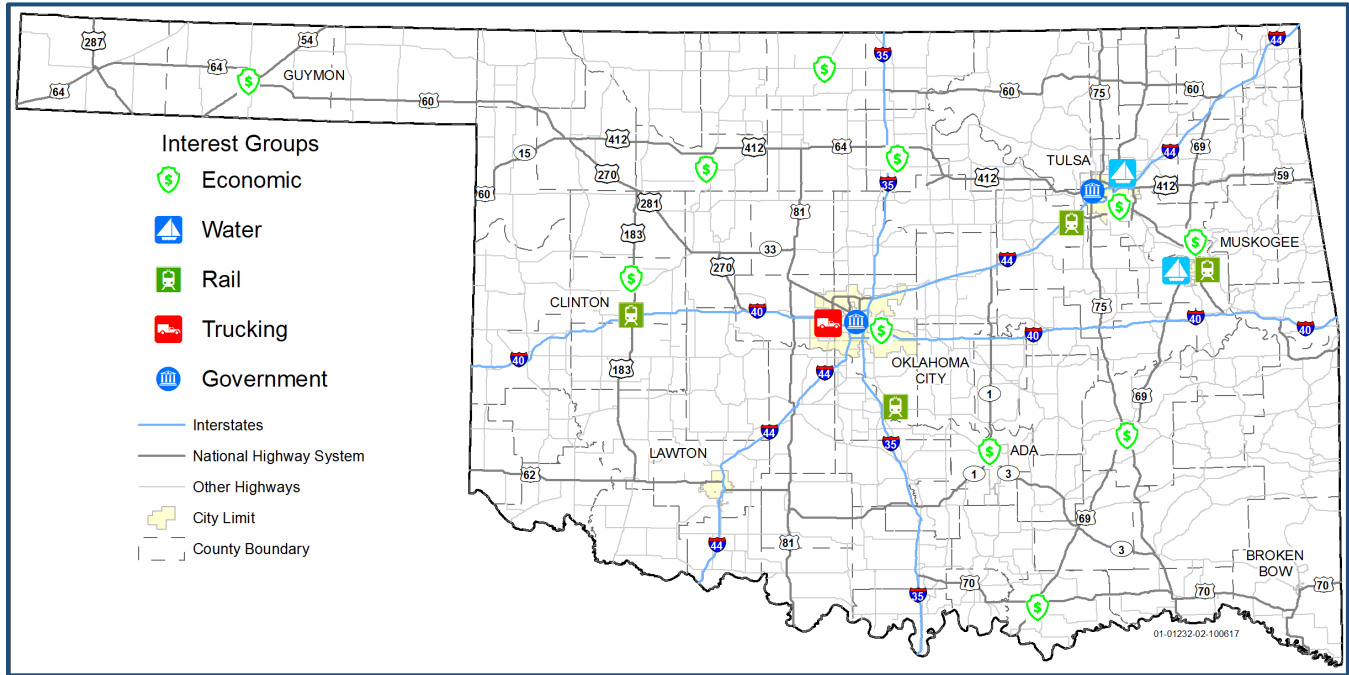 287
54
64
GUYMON
64
60
Interest Groups
Economic
Water
Rail
Trucking
Government
Interstates
National Highway System
Other Highways
City Limit
County Boundary
35
44
60
75
60
412
15
412
412
64
44
69
TULSA
270
60
281
35
412
412
59
81
183
33
270
44
MUSKOGEE
CLINTON
40
75
40
40
40
40
183
44
OKLAHOMA
CITY
1
69
44
35
LAWTON
ADA
62
1
3
69
81
44
3
BROKEN
BOW
70
35
70
70
01-01232-02-100617